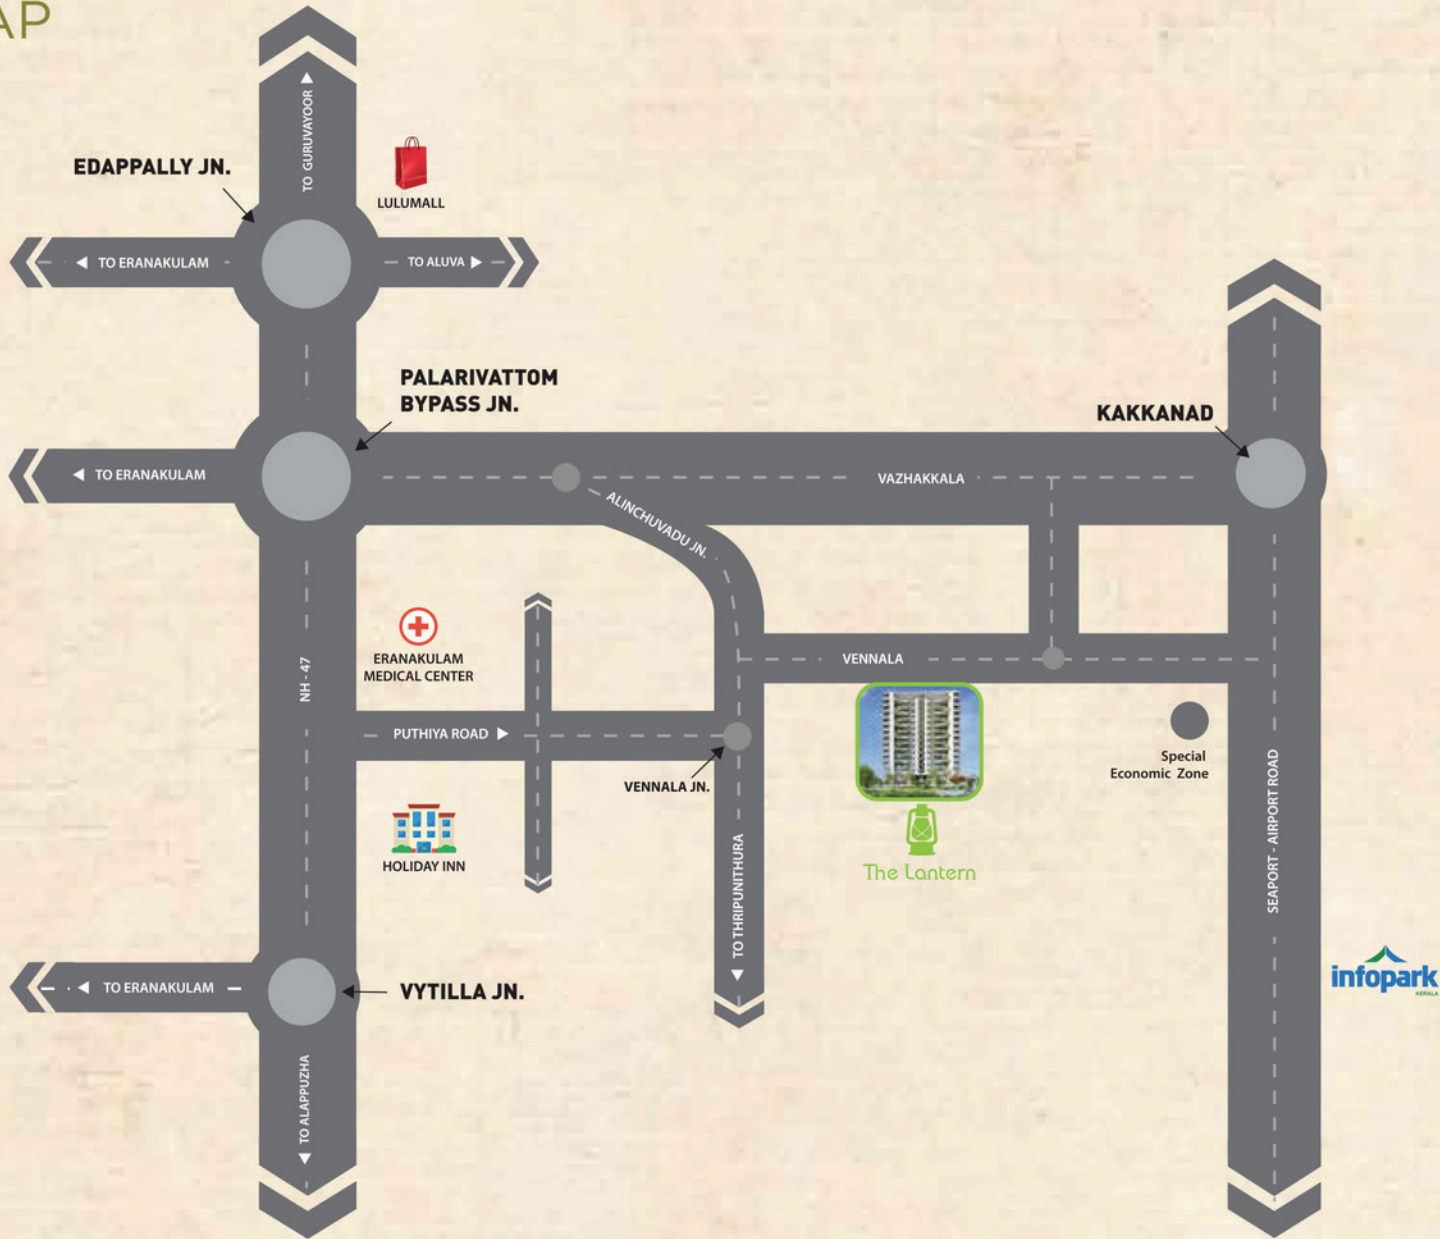 AP
TO GURUVAYOOR
EDAPPALLY JN.
LULUMALL
TO ERANAKULAM
TO ALUVA
PALARIVATTOM
BYPASS JN.
KAKKANAD
TO ERANAKULAM
VAZHAKKALA
ALINCHUVADU JN.
NH - 47
ERANAKULAM
MEDICAL CENTER
VENNALA
PUTHIYA ROAD
VENNALA JN.
Special
Economic Zone
SEAPORT - AIRPORT ROAD
HOLIDAY INN
TO THRIPUNITHURA
The Lantern
TO ERANAKULAM
VYTILLA JN.
infopark
KERALA
TO ALAPPUZHA